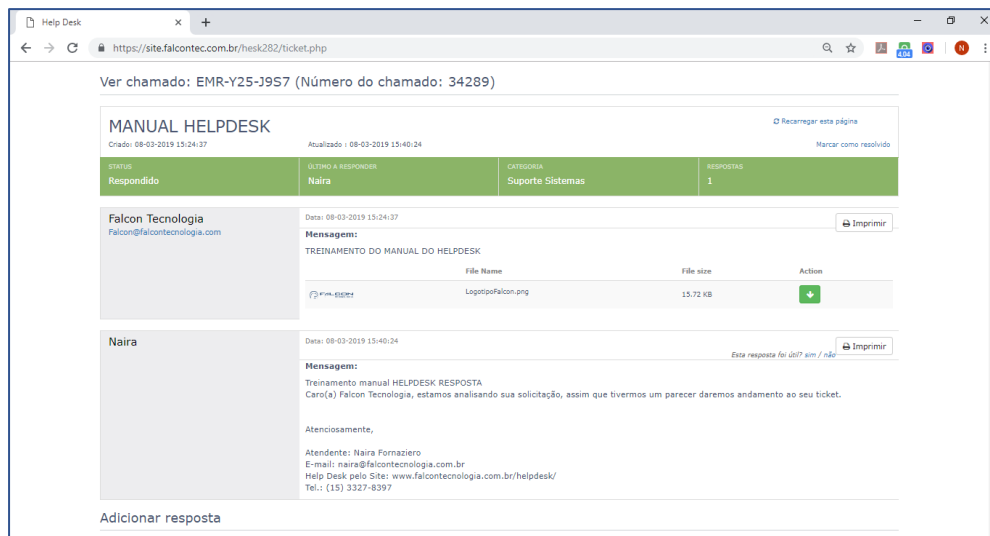 Help Desk
https://site.falcontec.com.br/hesk282/ticket.php
4,04
N
Ver chamado: EMR-Y25-J9S7 (Número do chamado: 34289)
MANUAL HELPDESK
Recarregar esta página
Criado: 08-03-2019 15:24:37
Atualizado : 08-03-2019 15:40:24
Marcar como resolvido
STATUS
ÚLTIMO A RESPONDER
CATEGORIA
RESPOSTAS
Respondido
Naira
Suporte Sistemas
1
Falcon Tecnologia
Falcon@falcontecnologia.com
Data: 08-03-2019 15:24:37
Imprimir
Mensagem:
TREINAMENTO DO MANUAL DO HELPDESK
File Name
File size
Action
FALCON
LogotipoFalcon.png
15.72 KB
Naira
Data: 08-03-2019 15:40:24
Imprimir
Esta resposta foi útil? sim / não
Mensagem:
Treinamento manual HELPDESK RESPOSTA
Caro(a) Falcon Tecnologia, estamos analisando sua solicitação, assim que tivermos um parecer daremos andamento ao seu ticket.
Atenciosamente,
Atendente: Naira Fornaziero
E-mail: naira@falcontecnologia.com.br
Help Desk pelo Site: www.falcontecnologia.com.br/helpdesk/
Tel.: (15) 3327-8397
Adicionar resposta